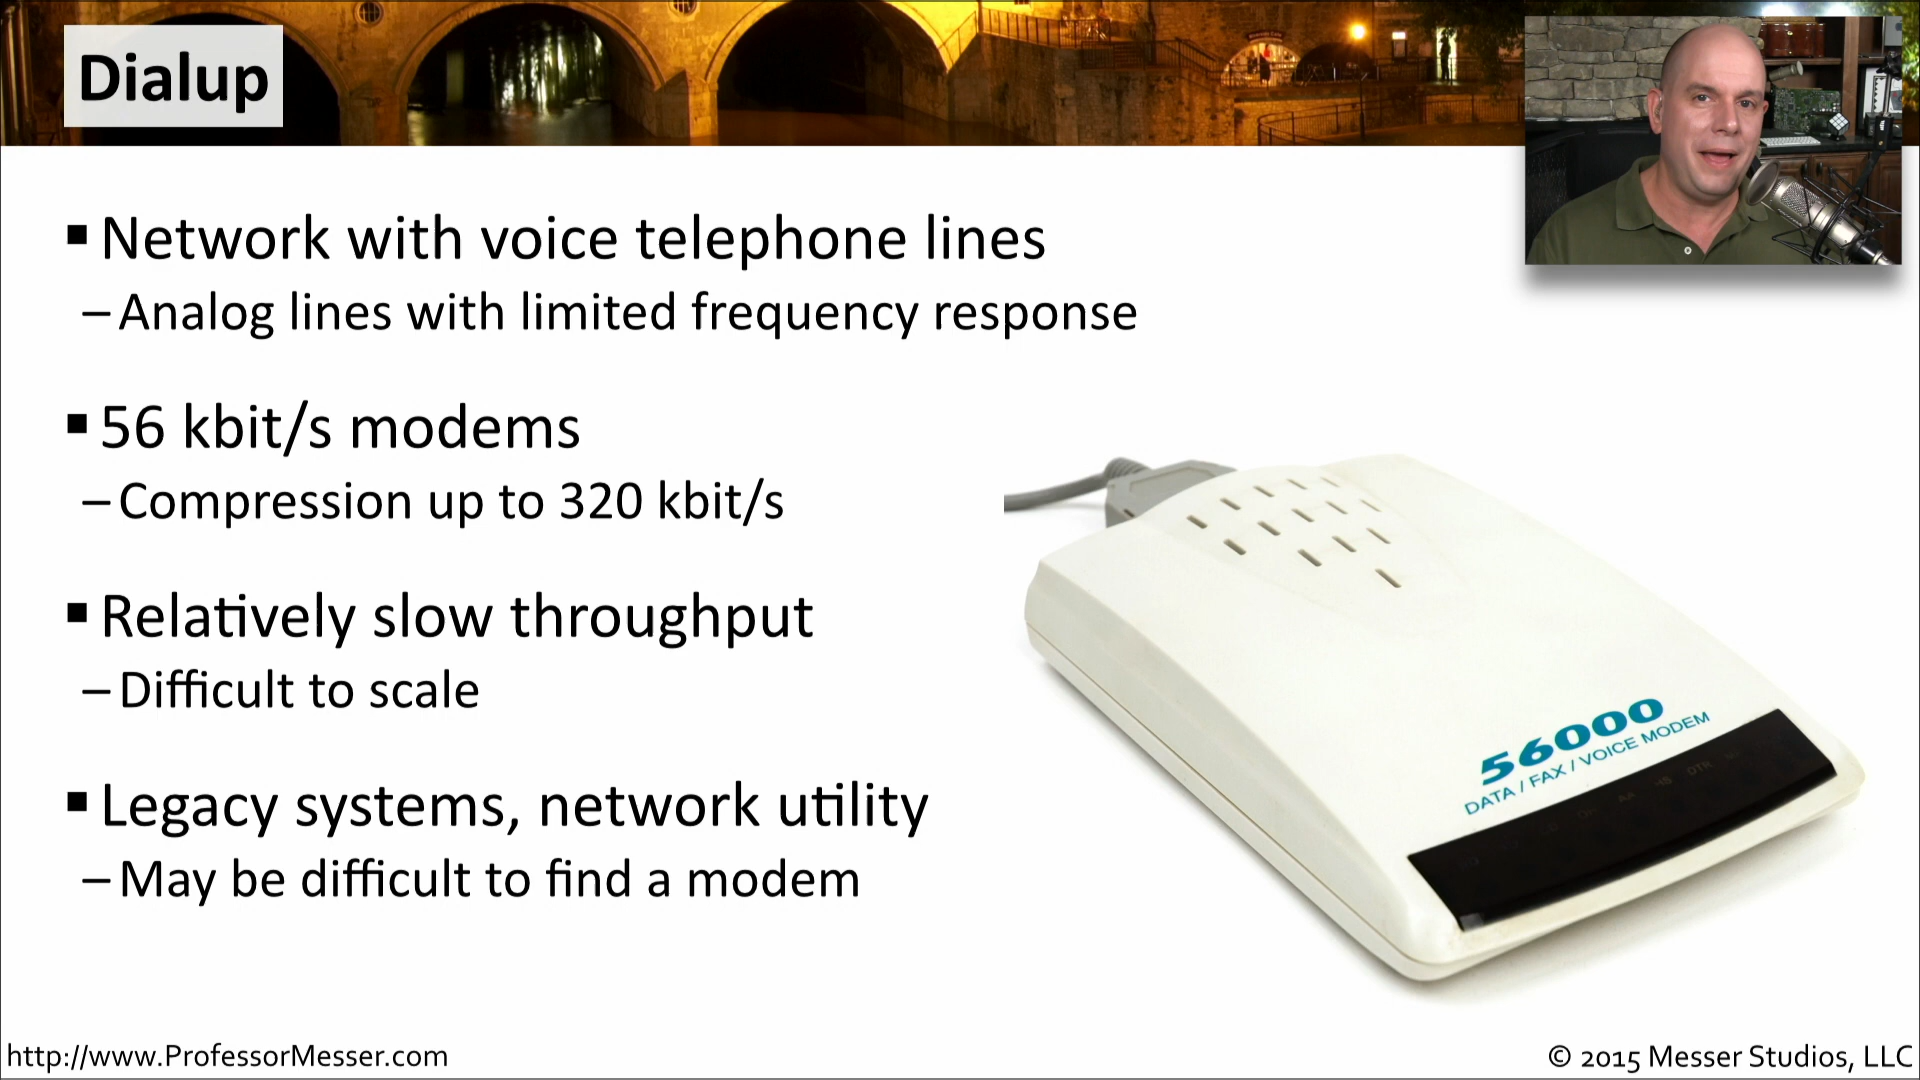 Dialup
▪ Network with voice telephone lines
– Analog lines with limited frequency response
▪ 56 kbit/s modems
– Compression up to 320 kbit/s
▪ Relatively slow throughput
– Difficult to scale
▪ Legacy systems, network utility
– May be difficult to find a modem
56000
DATA / FAX / VOICE MODEM
http://www.ProfessorMesser.com
© 2015 Messer Studios, LLC